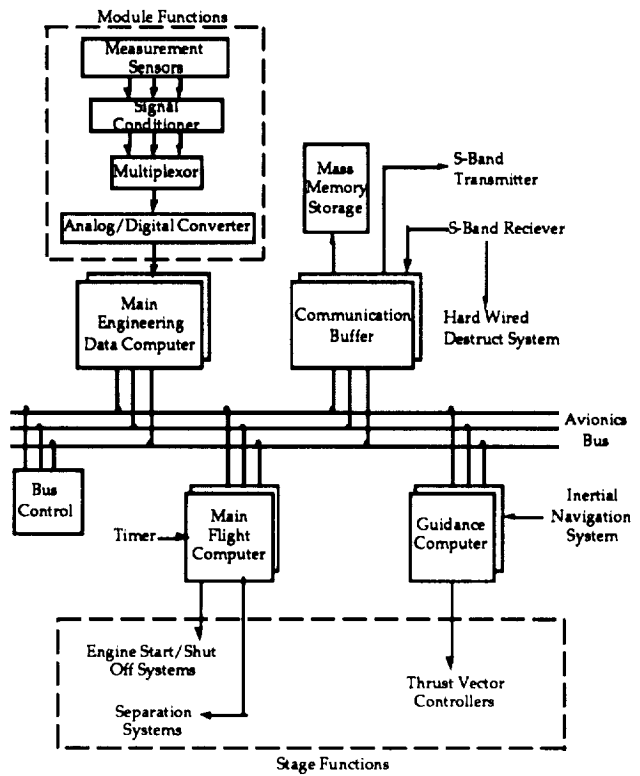 Module Functions
Measurement
Sensors
Signal
Conditioner
Multiplexor
Analog/Digital Converter
Mass
Memory
Storage
S-Band
Transmitter
S-Band Reciever
Main
Engineering
Data Computer
Communication
Buffer
Hard Wired
Destruct System
Avionics
Bus
Bus
Control
Timer
Main
Flight
Computer
Guidance
Computer
Inertial
Navigation
System
Engine Start/Shut
Off Systems
Thrust Vector
Controllers
Separation
Systems
Stage Functions